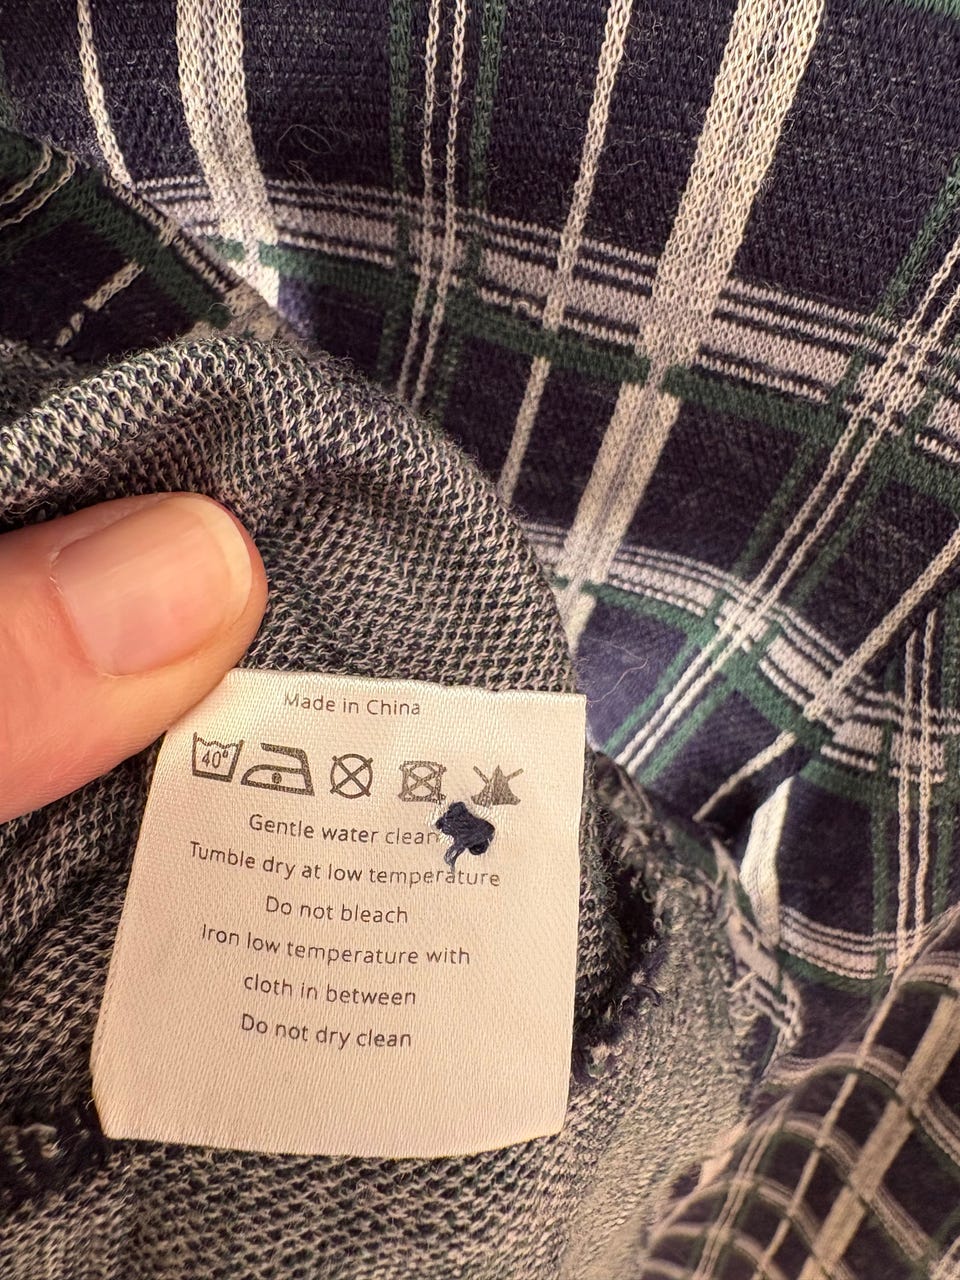 Made in China
40°
Gentle water clean
Tumble dry at low temperature
Do not bleach
Iron low temperature with
cloth in between
Do not dry clean